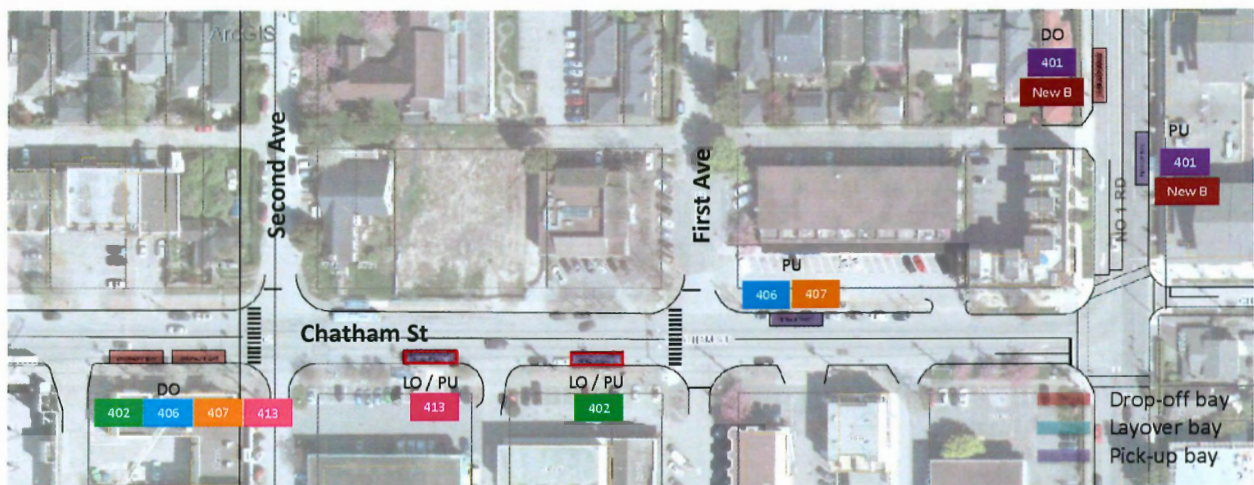 ArcGIS
DO
401
New B
PU
401
New B
Second Ave
First Ave
NO 1 RD
PU
406 407
Chatham St
DO
402 406 407 413
LO / PU
413
LO / PU
402
Drop-off bay
Layover bay
Pick-up bay